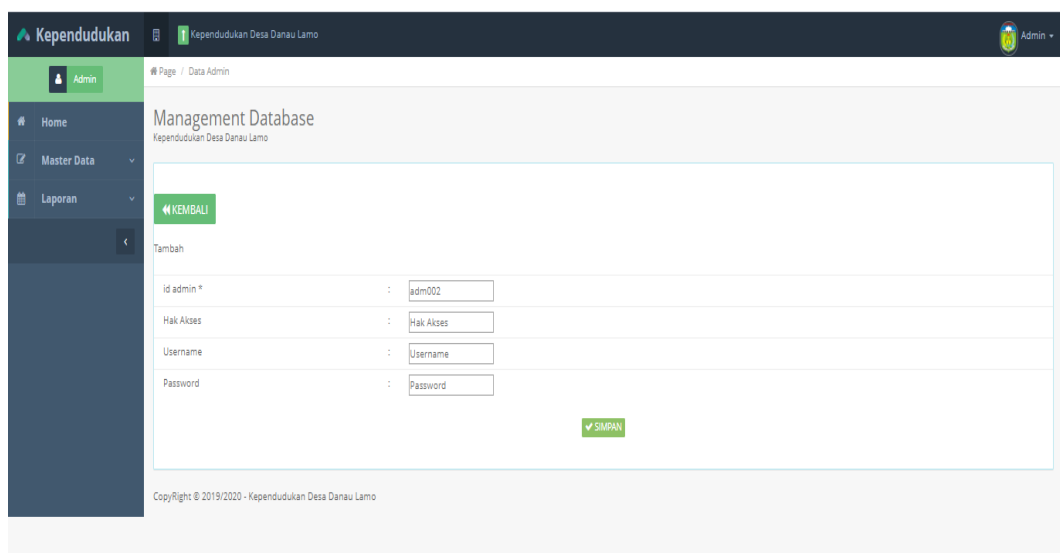 Kependudukan
Kependudukan Desa Danau Lamo
Admin
Admin
Page / Data Admin
Home
Master Data
Laporan
Management Database
Kependudukan Desa Danau Lamo
KEMBALI
Tambah
id admin * : adm002
Hak Akses : Hak Akses
Username : Username
Password : Password
SIMPAN
CopyRight © 2019/2020 - Kependudukan Desa Danau Lamo